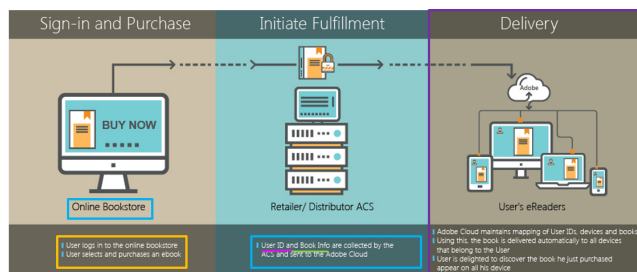 Sign-in and Purchase
Initiate Fulfillment
Delivery
BUY NOW
Adobe
Online Bookstore
Retailer/ Distributor ACS
User's eReaders
User logs in to the online bookstore
User selects and purchases an ebook
User ID and Book Info are collected by the
ACS and sent to the Adobe Cloud
Adobe Cloud maintains mapping of User IDs, devices and books
Using this, the book is delivered automatically to all devices
that belong to the User
User is delighted to discover the book he just purchased
appear on all his device